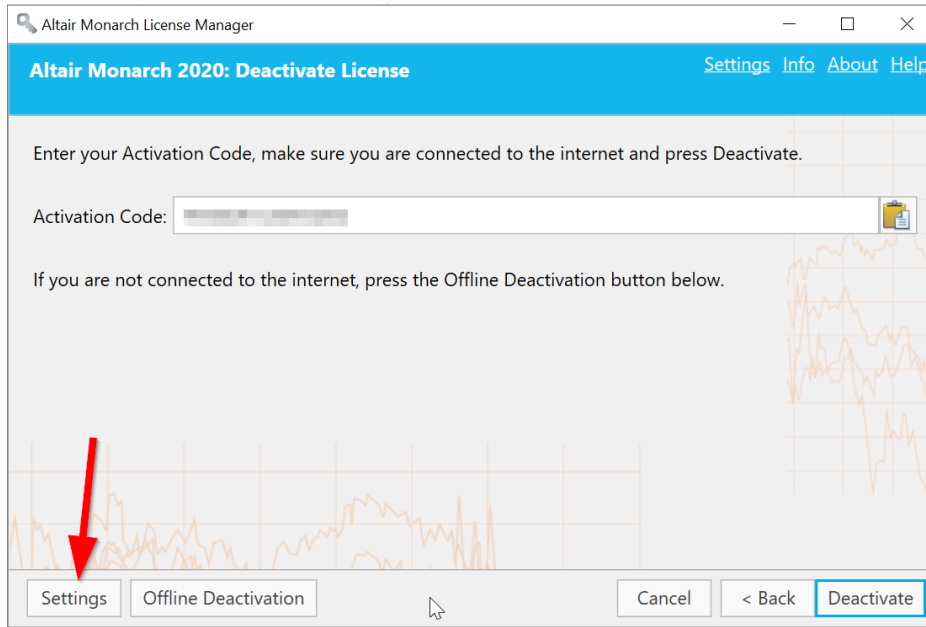 Altair Monarch License Manager
Altair Monarch 2020: Deactivate License
Settings Info About Help
Enter your Activation Code, make sure you are connected to the internet and press Deactivate.
Activation Code:
If you are not connected to the internet, press the Offline Deactivation button below.
Settings Offline Deactivation Cancel < Back Deactivate